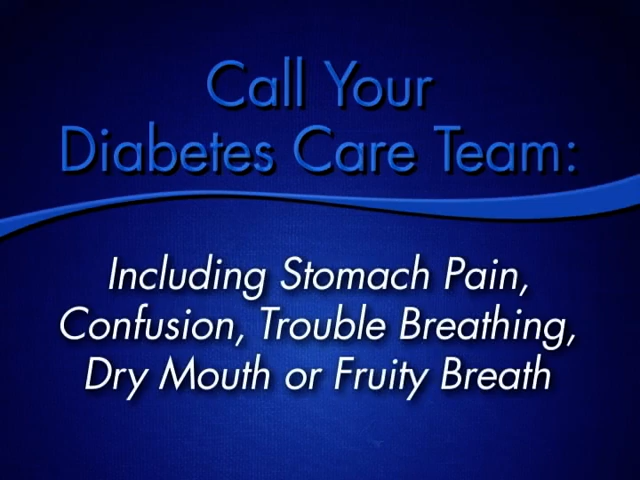 Call Your
Diabetes Care Team:
Including Stomach Pain,
Confusion, Trouble Breathing,
Dry Mouth or Fruity Breath